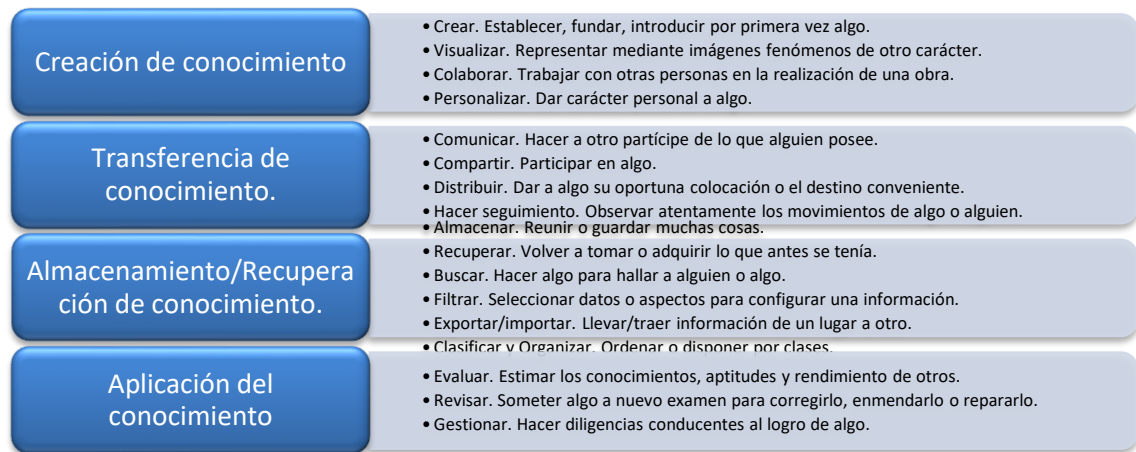 Creación de conocimiento
• Crear. Establecer, fundar, introducir por primera vez algo.
• Visualizar. Representar mediante imágenes fenómenos de otro carácter.
• Colaborar. Trabajar con otras personas en la realización de una obra.
• Personalizar. Dar carácter personal a algo.
Transferencia de
conocimiento.
• Comunicar. Hacer a otro partícipe de lo que alguien posee.
• Compartir. Participar en algo.
• Distribuir. Dar a algo su oportuna colocación o el destino conveniente.
• Hacer seguimiento. Observar atentamente los movimientos de algo o alguien.
Almacenamiento/Recupera
ción de conocimiento.
• Almacenar. Reunir o guardar muchas cosas.
• Recuperar. Volver a tomar o adquirir lo que antes se tenía.
• Buscar. Hacer algo para hallar a alguien o algo.
• Filtrar. Seleccionar datos o aspectos para configurar una información.
• Exportar/importar. Llevar/traer información de un lugar a otro.
• Clasificar y Organizar. Ordenar o disponer por clases.
Aplicación del
conocimiento
• Evaluar. Estimar los conocimientos, aptitudes y rendimiento de otros.
• Revisar. Someter algo a nuevo examen para corregirlo, enmendarlo o repararlo.
• Gestionar. Hacer diligencias conducentes al logro de algo.